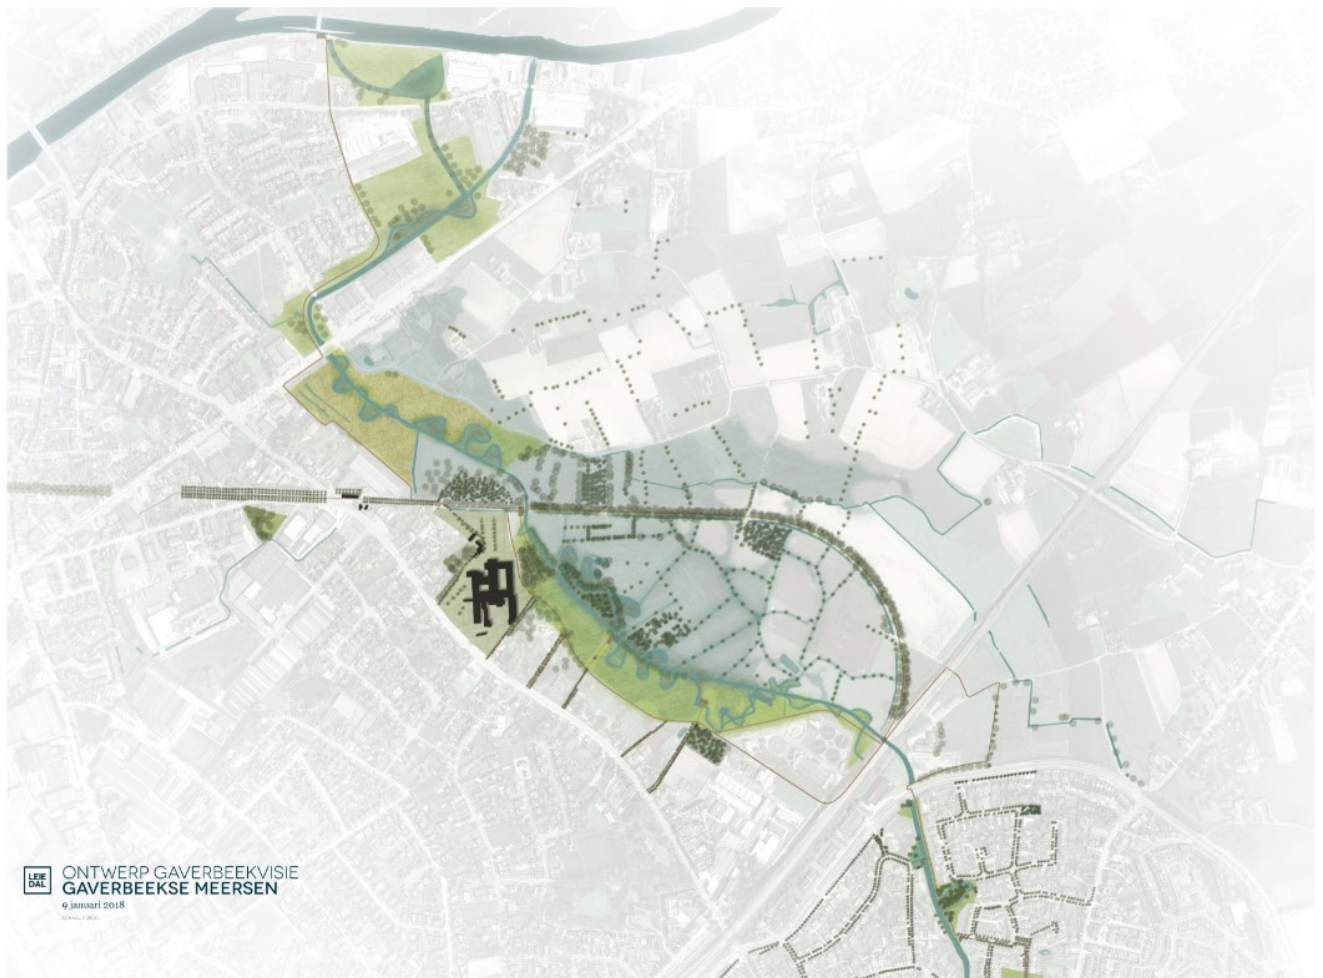 LEIE
DAL
ONTWERP GAVERBEEKVISIE
GAVERBEEKSE MEERSEN
9 januari 2018